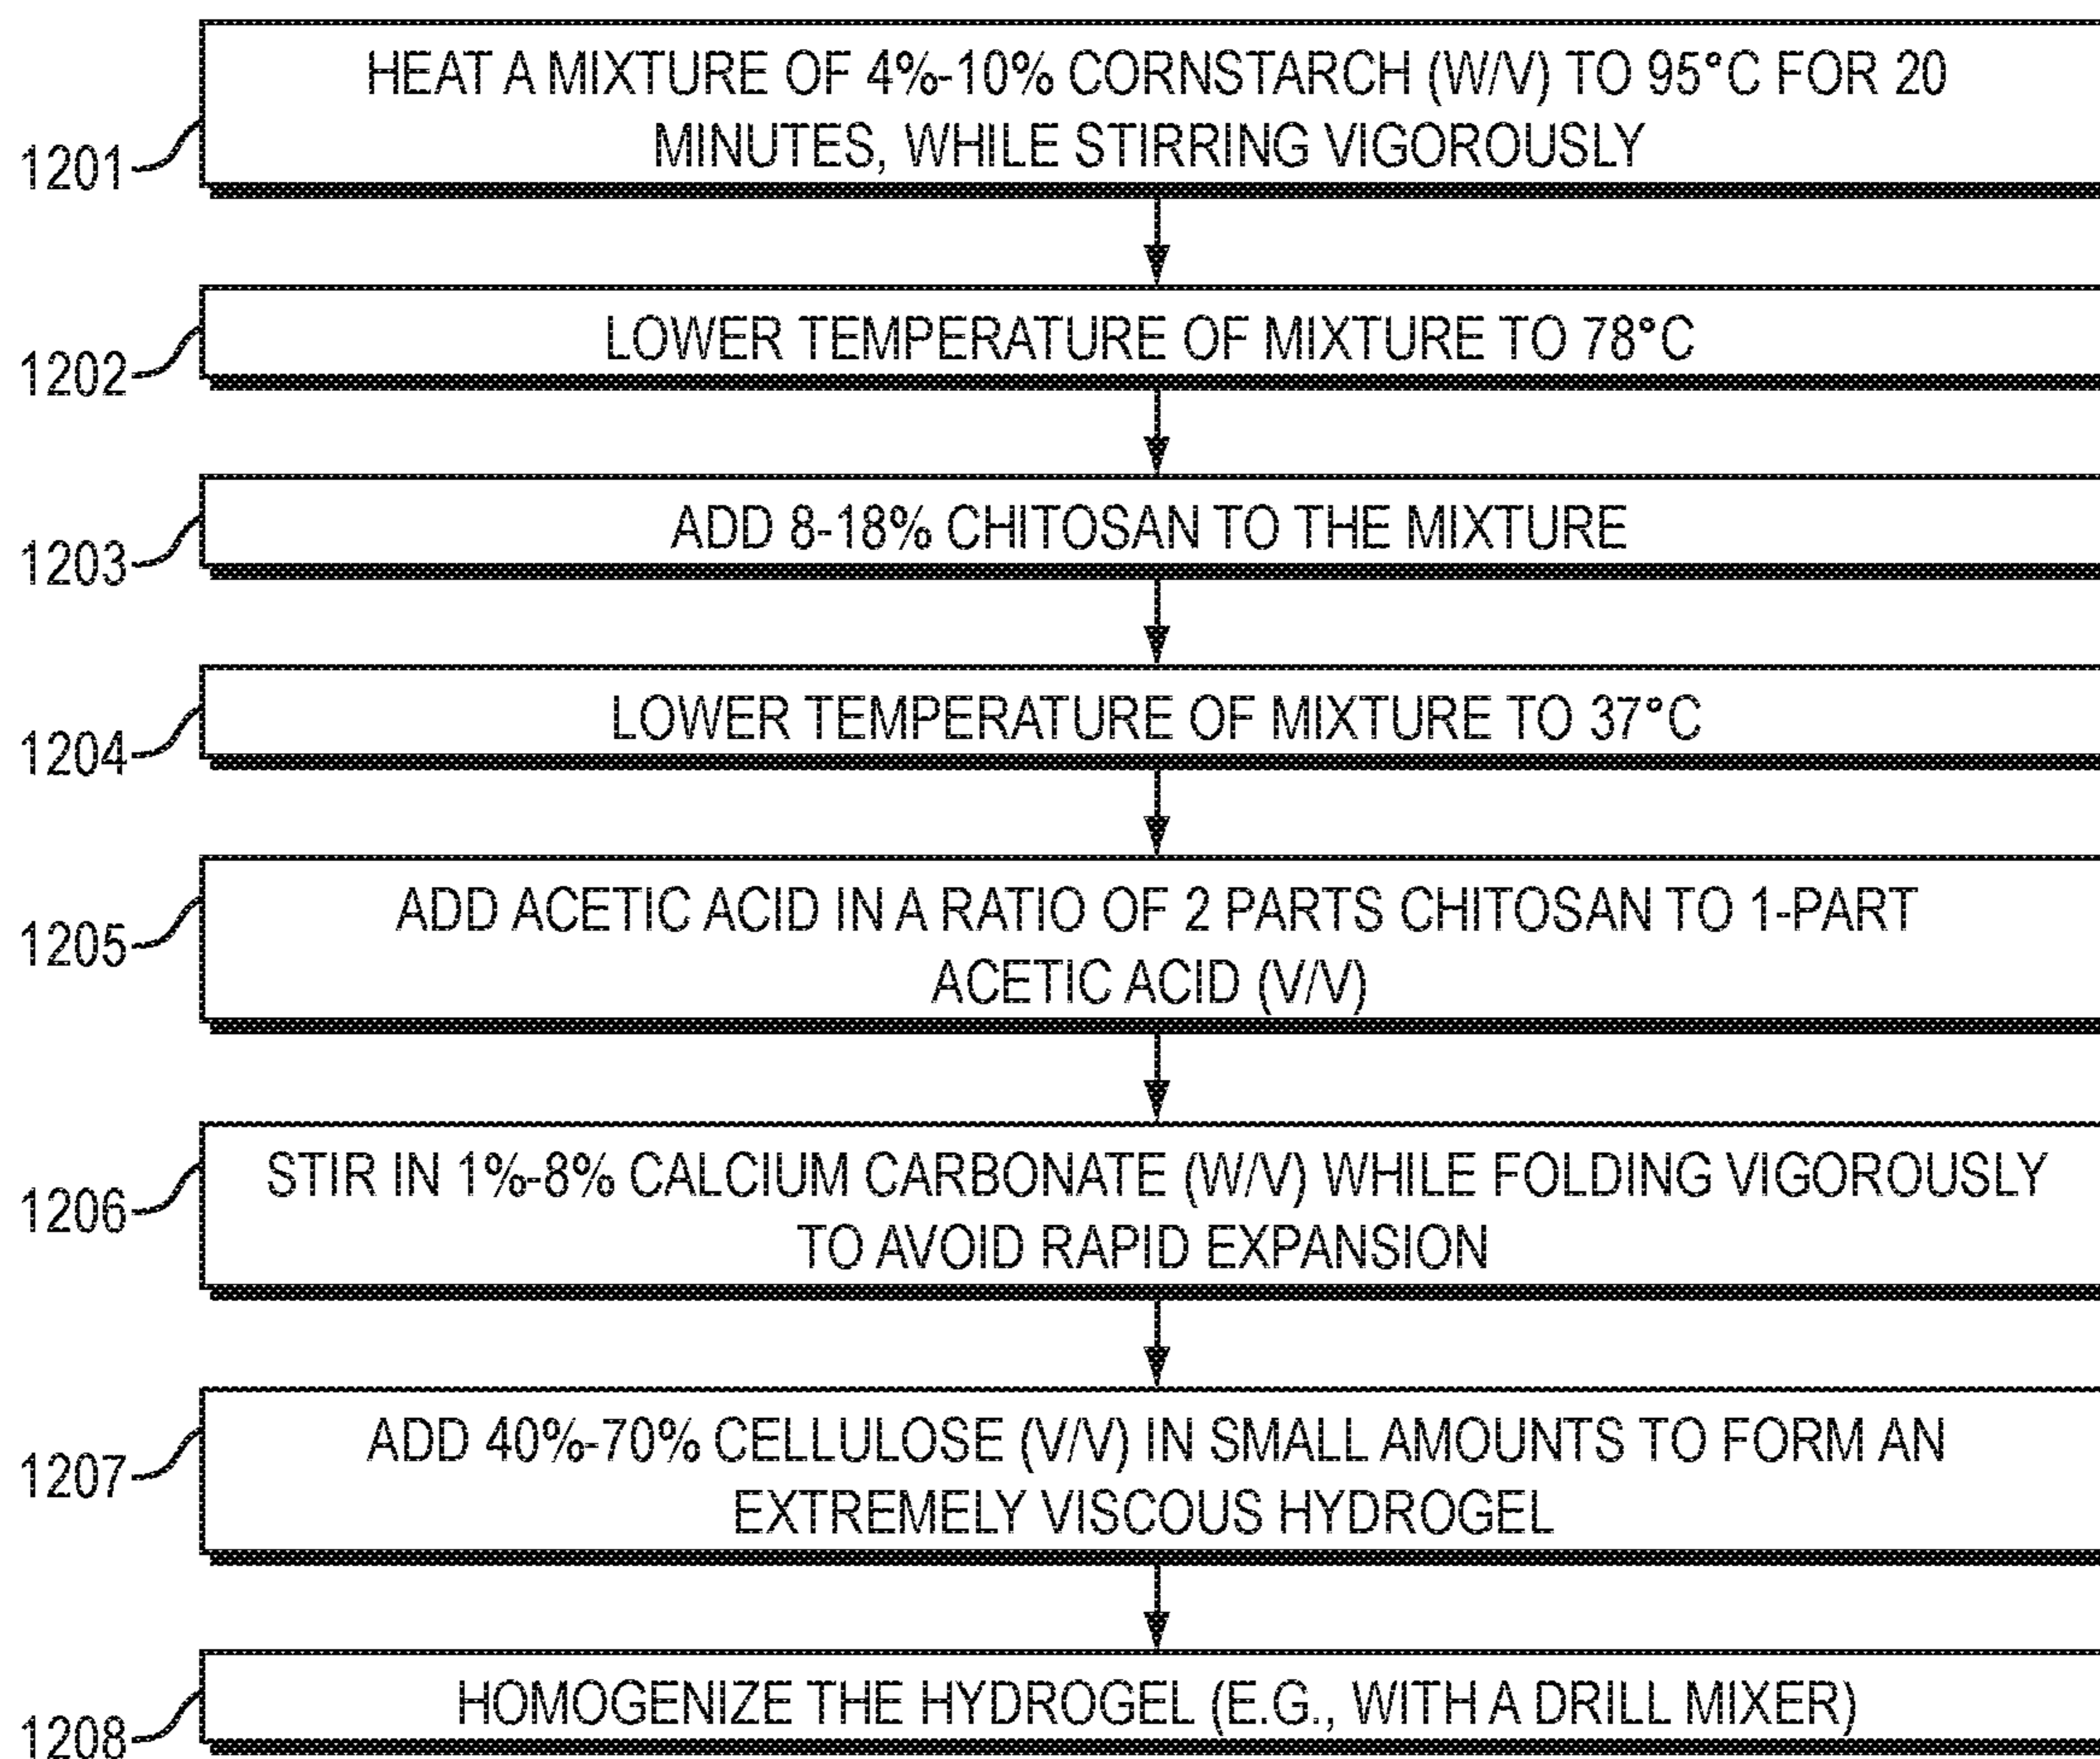 HEAT A MIXTURE OF 4%-10% CORNSTARCH (W/V) TO 95°C FOR 20
MINUTES, WHILE STIRRING VIGOROUSLY
1201
LOWER TEMPERATURE OF MIXTURE TO 78°C
1202
ADD 8-18% CHITOSAN TO THE MIXTURE
1203
LOWER TEMPERATURE OF MIXTURE TO 37°C
1204
ADD ACETIC ACID IN A RATIO OF 2 PARTS CHITOSAN TO 1-PART
ACETIC ACID (V/V)
1205
STIR IN 1%-8% CALCIUM CARBONATE (W/V) WHILE FOLDING VIGOROUSLY
TO AVOID RAPID EXPANSION
1206
ADD 40%-70% CELLULOSE (V/V) IN SMALL AMOUNTS TO FORM AN
EXTREMELY VISCOUS HYDROGEL
1207
HOMOGENIZE THE HYDROGEL (E.G., WITH A DRILL MIXER)
1208